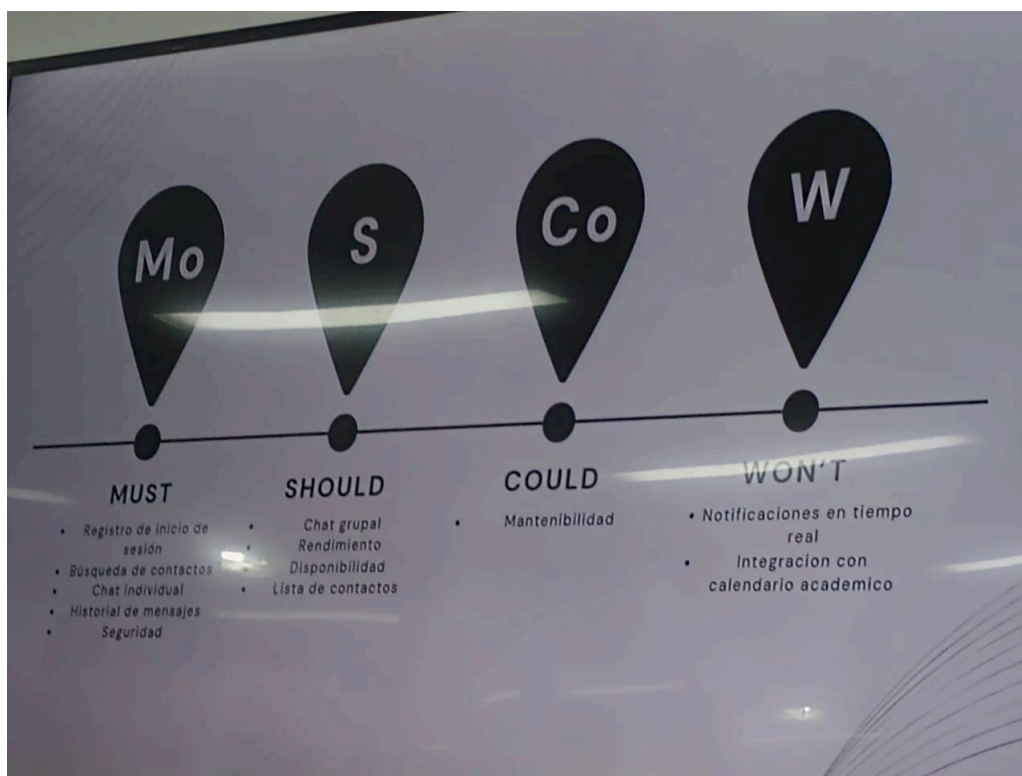 Mo
S
Co
W
MUST
• Registro de inicio de
sesión
• Búsqueda de contactos
• Chat individual
• Historial de mensajes
• Seguridad
SHOULD
• Chat grupal
• Rendimiento
• Disponibilidad
• Lista de contactos
COULD
• Mantenibilidad
WON'T
• Notificaciones en tiempo
real
• Integracion con
calendario academico